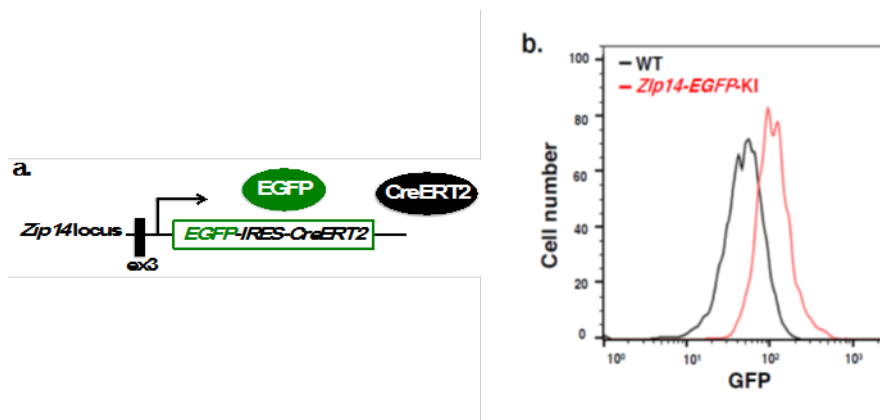 a.
EGFP
CreERT2
Zip14 locus
EGFP-IRES-CreERT2
ex3
b.
WT
Zip14-EGFP-KI
Cell number
100
80
60
40
20
0
10⁰ 10¹ 10² 10³
GFP